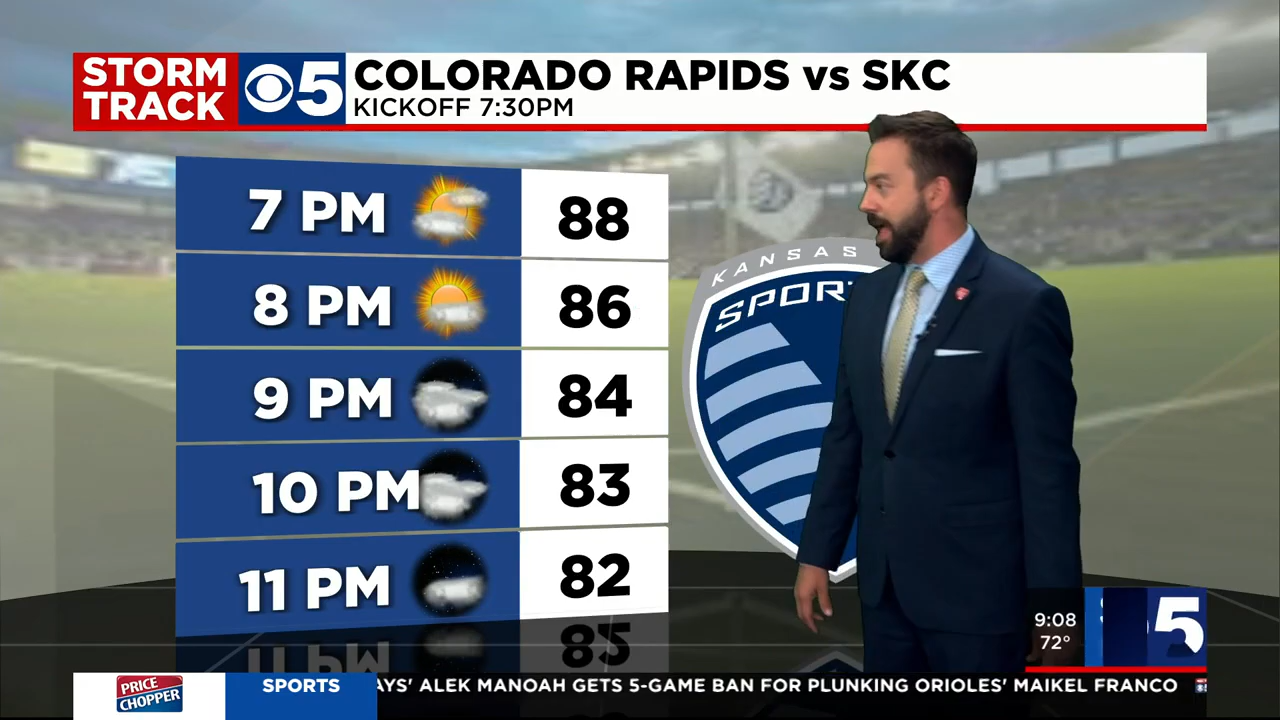 STORM
TRACK
5
COLORADO RAPIDS vs SKC
KICKOFF 7:30PM
7 PM 88
8 PM 86
9 PM 84
10 PM 83
11 PM 82
KANSAS
SPOR
9:08
72°
5
PRICE
CHOPPER
SPORTS
AYS' ALEK MANOAH GETS 5-GAME BAN FOR PLUNKING ORIOLES' MAIKEL FRANCO